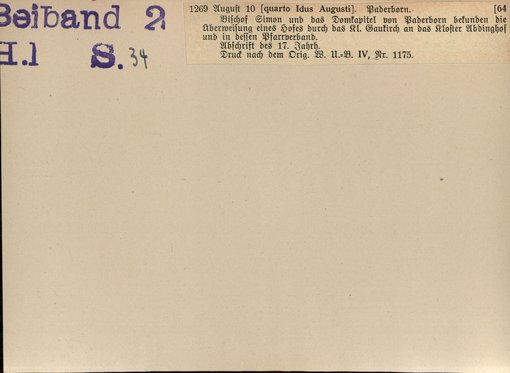 Beiband 2
H.1 S. 34
1269 August 10 [quarto Idus Augusti]. Paderborn. [64
Bischof Simon und das Domkapitel von Paderborn bekunden die
Überweisung eines Hofes durch das Kl. Gaukirch an das Kloster Abdinghof
und in dessen Pfarrverband.
Abschrift des 17. Jahrh.
Druck nach dem Orig. W. U.-B. IV, Nr. 1175.